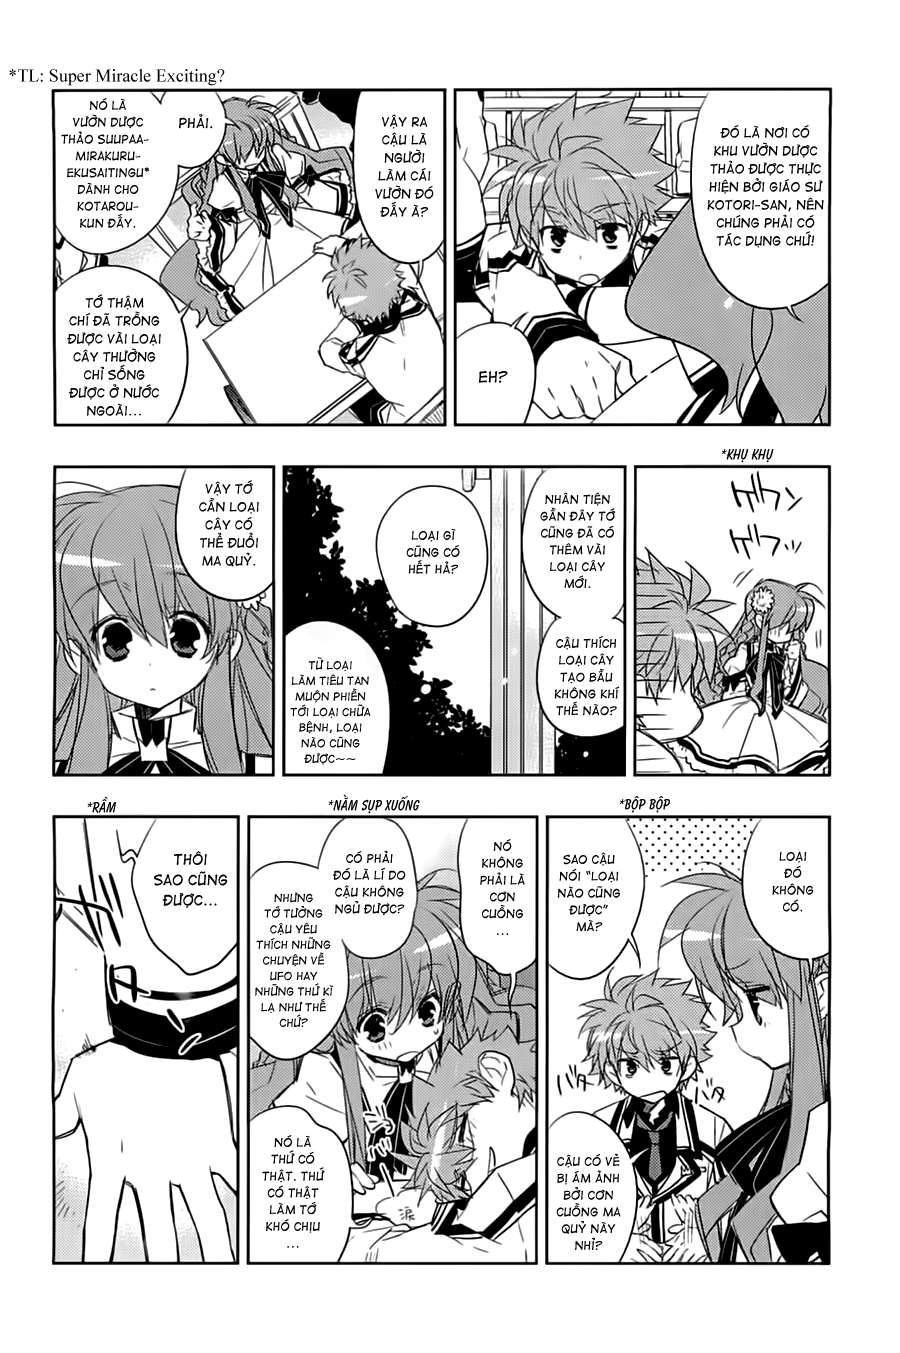 *TL: Super Miracle Exciting?
ĐÓ LÀ NƠI CÓ
KHU VƯỜN DƯỢC
THẢO ĐƯỢC THỰC
HIỆN BỞI GIÁO SƯ
KOTORI-SAN, NÊN
CHÚNG PHẢI CÓ
TÁC DỤNG CHỨ!
EH?
VẬY RA
CẬU LÀ
NGƯỜI
LÀM CÁI
VƯỜN ĐÓ
ĐẤY À?
PHẢI.
NÓ LÀ
VƯỜN DƯỢC
THẢO SUUPAA-
MIRAKURU-
EKUSAITINGU*
DÀNH CHO
KOTAROU-
KUN ĐẤY.
TỚ THẬM
CHÍ ĐÃ TRỒNG
ĐƯỢC VÀI LOẠI
CÂY THƯỜNG
CHỈ SỐNG
ĐƯỢC Ở NƯỚC
NGOÀI...
*KHỤ KHỤ
ゲホン
ゲホン
NHÂN TIỆN
GẦN ĐÂY TỚ
CŨNG ĐÃ CÓ
THÊM VÀI
LOẠI CÂY
MỚI.
CẬU THÍCH
LOẠI CÂY
TẠO BẦU
KHÔNG KHÍ
THẾ NÀO?
LOẠI GÌ
CŨNG CÓ
HẾT HẢ?
TỪ LOẠI
LÀM TIÊU TAN
MUỘN PHIỀN
TỚI LOẠI CHỮA
BỆNH, LOẠI
NÀO CŨNG
ĐƯỢC~~
VẬY TỚ
CẦN LOẠI
CÂY CÓ
THỂ ĐUỔI
MA QUỶ.
*BỘP BỘP
LOẠI
ĐÓ
KHÔNG
CÓ.
SAO CẬU
NÓI “LOẠI
NÀO CŨNG
ĐƯỢC”
MÀ?
CẬU CÓ VẺ
BỊ ÁM ẢNH
BỞI CƠN
CUỒNG MA
QUỶ NÀY
NHỈ?
*NẰM SỤP XUỐNG
NÓ
KHÔNG
PHẢI LÀ
CƠN
CUỒNG
...
CÓ PHẢI
ĐÓ LÀ LÍ DO
CẬU KHÔNG
NGỦ ĐƯỢC?
NHƯNG
TỚ TƯỞNG
CẬU YÊU
THÍCH NHỮNG
CHUYỆN VỀ
UFO HAY
NHỮNG THỨ KÌ
LẠ NHƯ THẾ
CHỨ?
NÓ LÀ
THỨ CÓ
THẬT. THỨ
CÓ THẬT
LÀM TỚ
KHÓ CHỊU
...
涙
*RẦM
THÔI
SAO CŨNG
ĐƯỢC...